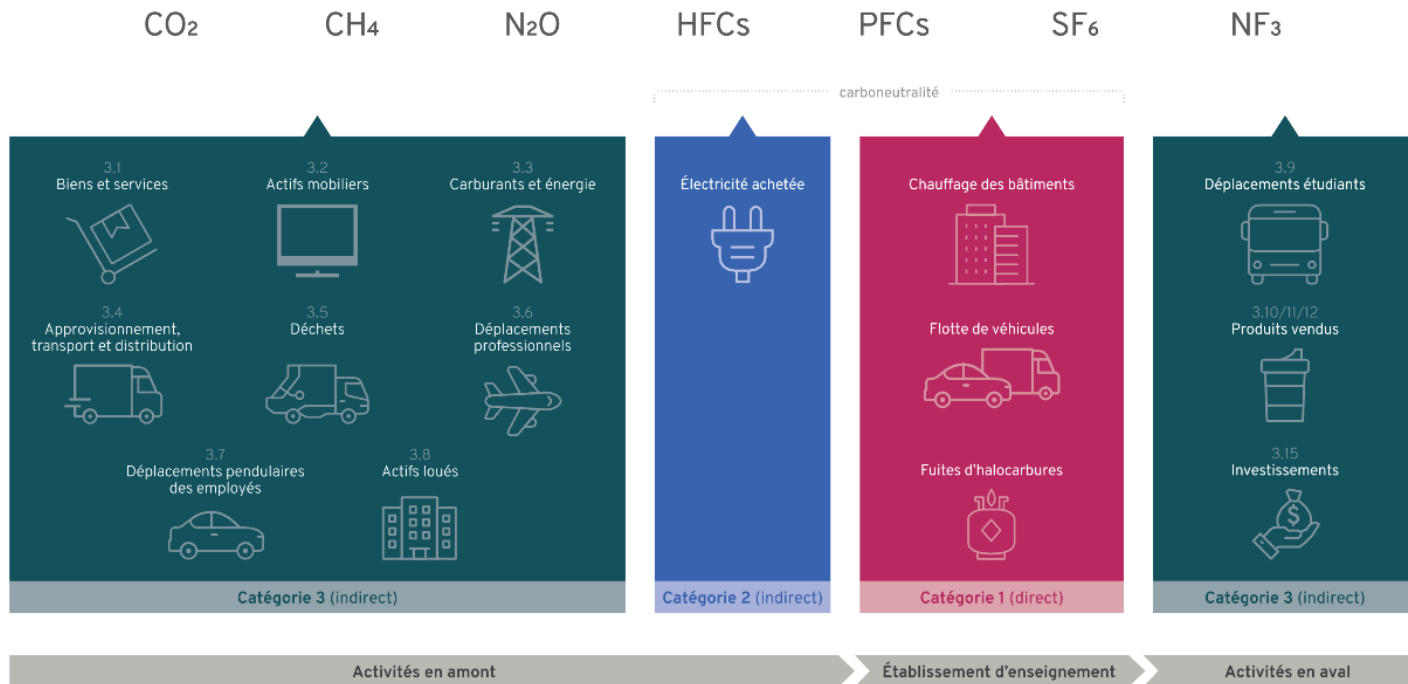 CO₂ CH₄ N₂O HFCs PFCs SF₆ NF₃
carboneutralité
3.1
Biens et services
3.2
Actifs mobiliers
3.3
Carburants et énergie
3.4
Approvisionnement,
transport et distribution
3.5
Déchets
3.6
Déplacements
professionnels
3.7
Déplacements pendulaires
des employés
3.8
Actifs loués
Catégorie 3 (indirect)
Électricité achetée
Catégorie 2 (indirect)
Chauffage des bâtiments
Flotte de véhicules
Fuites d'halocarbures
Catégorie 1 (direct)
3.9
Déplacements étudiants
3.10/11/12
Produits vendus
3.15
Investissements
$
Catégorie 3 (indirect)
Activités en amont
Établissement d'enseignement
Activités en aval